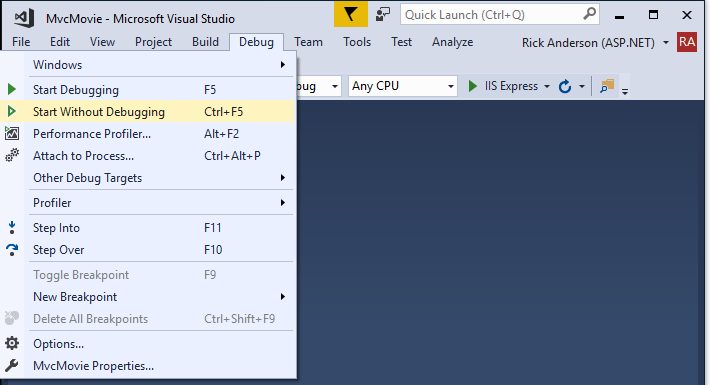 MvcMovie - Microsoft Visual Studio
Quick Launch (Ctrl+Q)
File Edit View Project Build Debug Team Tools Test Analyze Rick Anderson (ASP.NET) RA
bug Any CPU IIS Express
Windows
Start Debugging F5
Start Without Debugging Ctrl+F5
Performance Profiler... Alt+F2
Attach to Process... Ctrl+Alt+P
Other Debug Targets
Profiler
Step Into F11
Step Over F10
Toggle Breakpoint F9
New Breakpoint
Delete All Breakpoints Ctrl+Shift+F9
Options...
MvcMovie Properties...